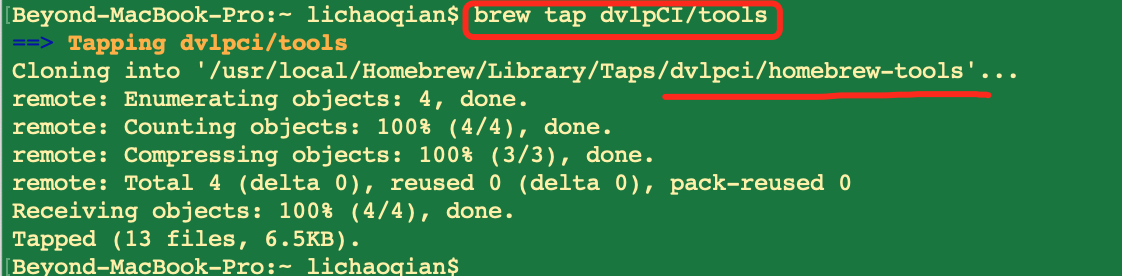 [Beyond-MacBook-Pro:~ lichaoqian$ brew tap dvlpCI/tools
==> Tapping dvlpci/tools
Cloning into '/usr/local/Homebrew/Library/Taps/dvlpci/homebrew-tools'...
remote: Enumerating objects: 4, done.
remote: Counting objects: 100% (4/4), done.
remote: Compressing objects: 100% (3/3), done.
remote: Total 4 (delta 0), reused 0 (delta 0), pack-reused 0
Receiving objects: 100% (4/4), done.
Tapped (13 files, 6.5KB).
[Beyond-MacBook-Pro:~ lichaoqian$